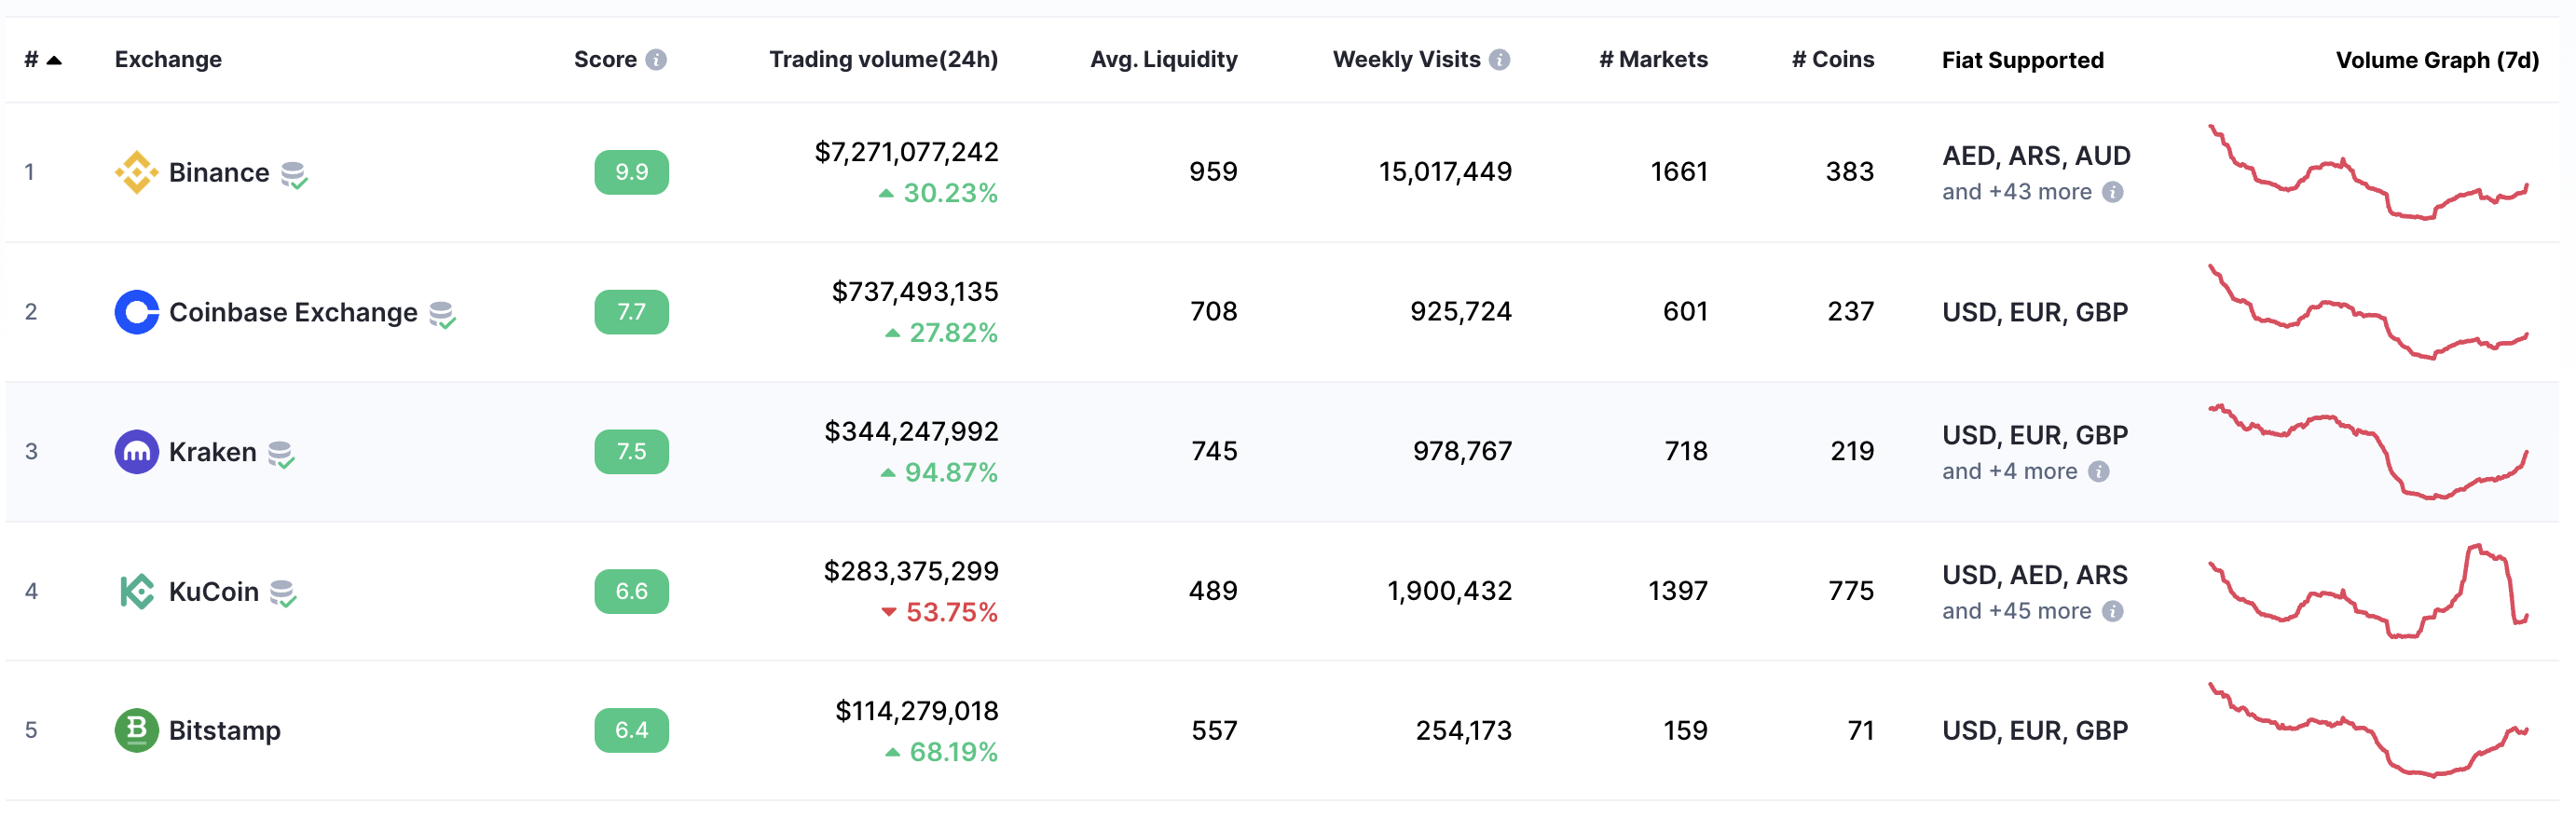 # Exchange Score Trading volume(24h) Avg. Liquidity Weekly Visits # Markets # Coins Fiat Supported Volume Graph (7d)
1 Binance 9.9 $7,271,077,242 959 15,017,449 1661 383 AED, ARS, AUD
30.23% and +43 more
2 Coinbase Exchange 7.7 $737,493,135 708 925,724 601 237 USD, EUR, GBP
27.82%
3 Kraken 7.5 $344,247,992 745 978,767 718 219 USD, EUR, GBP
94.87% and +4 more
4 KuCoin 6.6 $283,375,299 489 1,900,432 1397 775 USD, AED, ARS
53.75% and +45 more
5 Bitstamp 6.4 $114,279,018 557 254,173 159 71 USD, EUR, GBP
68.19%